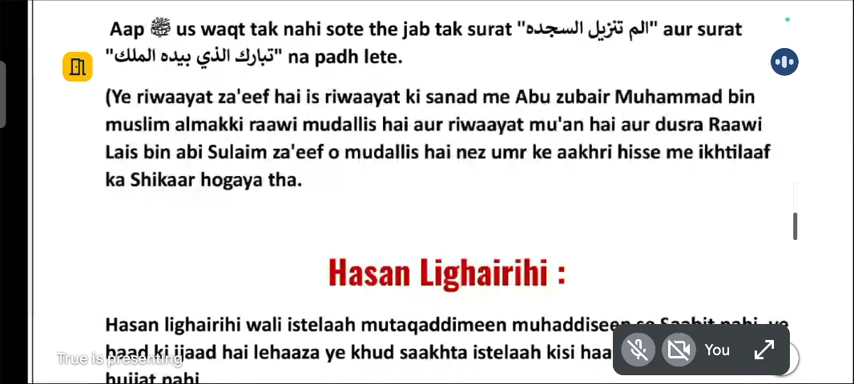 Aap ﷺ us waqt tak nahi sote the jab tak surat "الم تنزيل السجده" aur surat
"تبارك الذي بيده الملك" na padh lete.
(Ye riwaayat za'eef hai is riwaayat ki sanad me Abu zubair Muhammad bin
muslim almakki raawi mudallis hai aur riwaayat mu'an hai aur dusra Raawi
Lais bin abi Sulaim za'eef o mudallis hai nez umr ke aakhri hisse me ikhtilaaf
ka Shikaar hogaya tha.
Hasan Lighairihi :
Hasan lighairihi wali istelaah mutaqaddimeen muhaddiseen se Saabit nahi, ye
baad ki ijaad hai lehaaza ye khud saakhta istelaah kisi
hujjat nahi
True is presenting
You